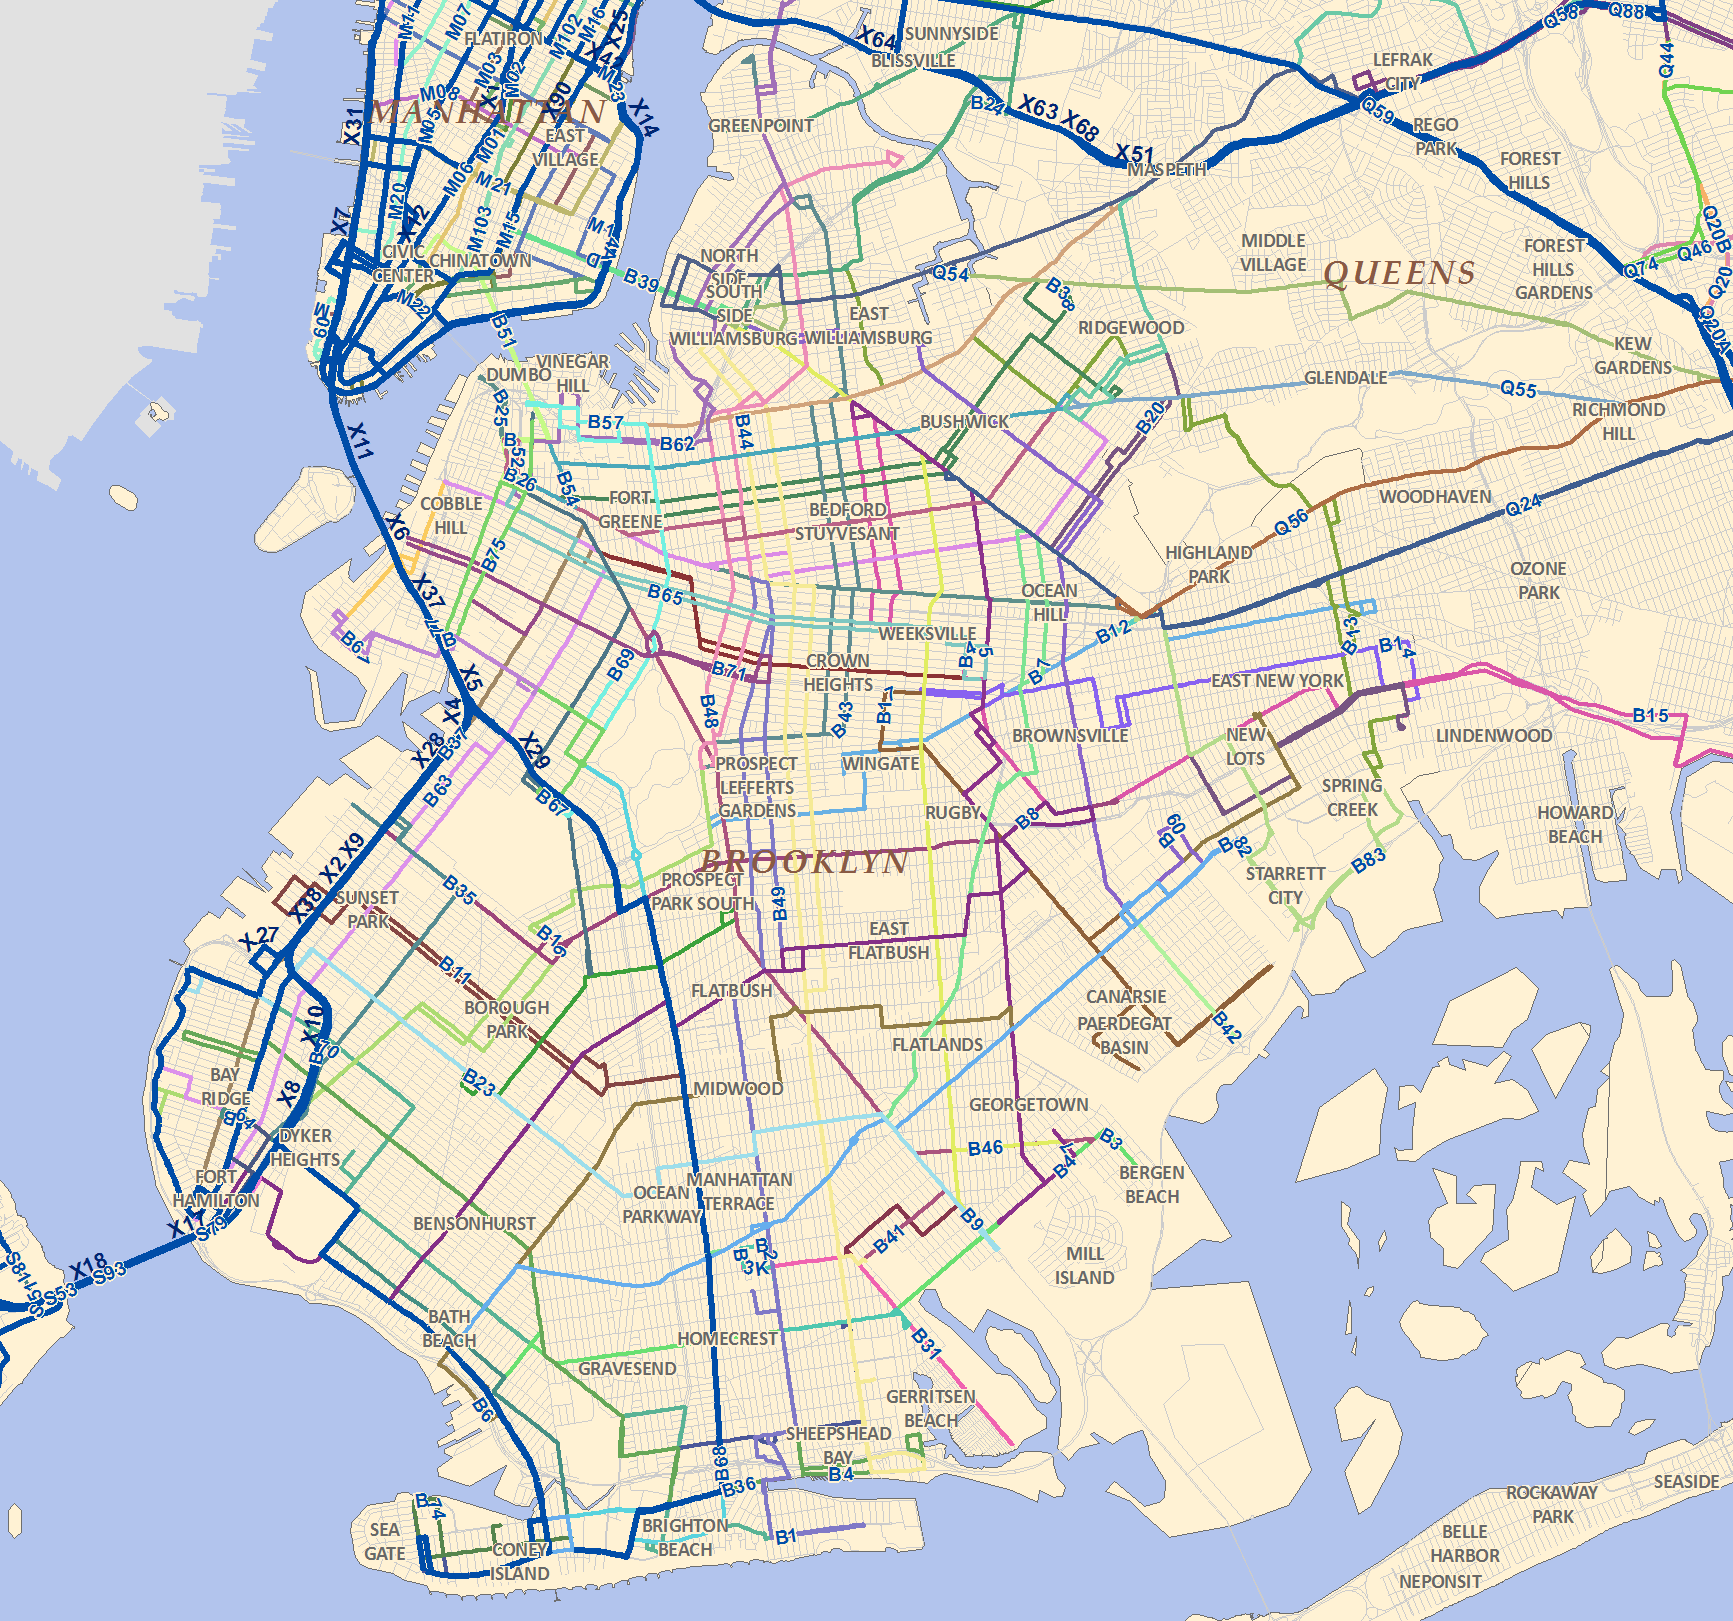 M11
M07
M102
M16
X25
FLATIRON
X42
M03
M02
M23
X64
SUNNYSIDE
BLISSVILLE
Q58
Q88
Q44
LEFRAK
CITY
M08
X90
X14
MANHATTAN
X31
M05
M01
EAST
VILLAGE
GREENPOINT
B24
X63 X68
X51
MASPETH
Q59
REGO
PARK
FOREST
HILLS
M06
M21
M20
X12
X7
M103
M15
M14A
D
CIVIC
CENTER
CHINATOWN
M22
B39
NORTH
SIDE
SOUTH
SIDE
Q54
MIDDLE
VILLAGE
QUEENS
FOREST
HILLS
GARDENS
Q74
Q46
Q20B
Q20
Q20A
B51
WILLIAMSBURG
EAST
WILLIAMSBURG
B38
RIDGEWOOD
KEW
GARDENS
VINEGAR
HILL
DUMBO
GLENDALE
Q55
RICHMOND
HILL
B25
B57
B62
B44
BUSHWICK
B20
X11
B52
B26
B54
COBBLE
HILL
FORT
GREENE
BEDFORD
STUYVESANT
WOODHAVEN
Q24
Q56
X6
B75
HIGHLAND
PARK
OZONE
PARK
X37
B65
OCEAN
HILL
B61
B
WEEKSVILLE
B12
B13
B14
B69
B71
CROWN
HEIGHTS
B45
B7
EAST NEW YORK
X5
X4
B48
B43
B17
BROWNSVILLE
B15
LINDENWOOD
X28
B37
X29
PROSPECT
LEFFERTS
GARDENS
WINGATE
NEW
LOTS
B63
B67
RUGBY
B8
SPRING
CREEK
HOWARD
BEACH
B60
B82
X2 X9
BROOKLYN
B83
B35
SUNSET
PARK
PROSPECT
PARK SOUTH
B49
STARRETT
CITY
X38
X27
B16
EAST
FLATBUSH
B11
FLATBUSH
CANARSIE
BOROUGH
PARK
PAERDEGAT
BASIN
B42
X10
B70
FLATLANDS
BAY
RIDGE
B23
MIDWOOD
X8
B64
GEORGETOWN
DYKER
HEIGHTS
B46
B3
B47
BERGEN
BEACH
FORT
HAMILTON
MANHATTAN
TERRACE
OCEAN
PARKWAY
BENSONHURST
B9
B41
X17
S79
X18
S93
S53
B2
B
3K
MILL
ISLAND
BATH
BEACH
HOMECREST
B31
GRAVESEND
GERRITSEN
BEACH
B6
SHEEPSHEAD
BAY
B4
B68
B36
B74
SEA
GATE
CONEY
ISLAND
BRIGHTON
BEACH
B1
SEASIDE
ROCKAWAY
PARK
BELLE
HARBOR
NEPONSIT